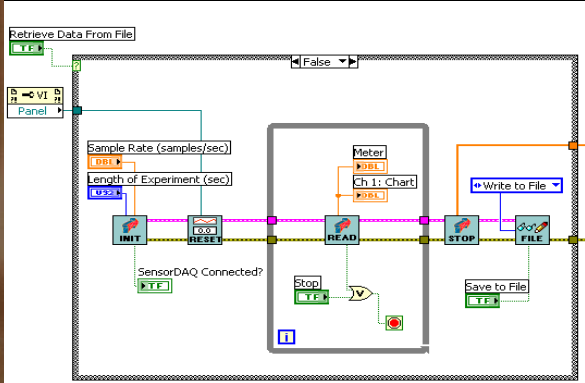 Retrieve Data From File
TF
False
?
VI
Panel
Sample Rate (samples/sec)
DBL
Length of Experiment (sec)
U32
Meter
DBL
Ch 1: Chart
DBL
Write to File
INIT
0.0
RESET
READ
STOP
FILE
SensorDAQ Connected?
TF
Stop
TF
V
Save to File
TF
i